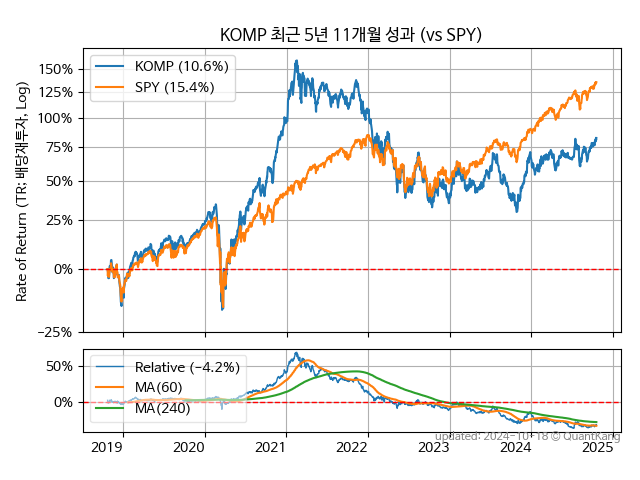 KOMP 최근 5년 11개월 성과 (vs SPY)
KOMP (10.6%)
SPY (15.4%)
Rate of Return (TR: 배당재투자, Log)
150%
125%
100%
75%
50%
25%
0%
−25%
Relative (−4.2%)
MA(60)
MA(240)
50%
0%
updated: 2024-10-18 © QuantKang
2019 2020 2021 2022 2023 2024 2025